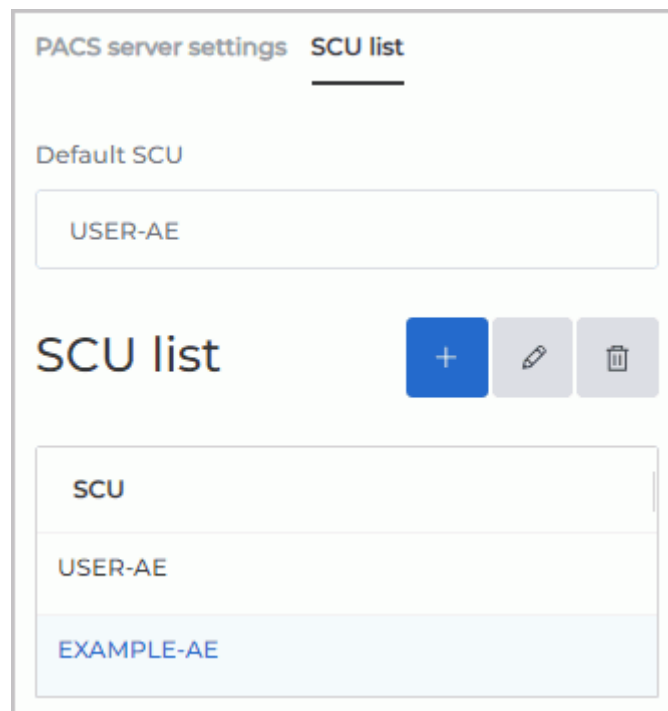 PACS server settings SCU list
Default SCU
USER-AE
SCU list
SCU
USER-AE
EXAMPLE-AE